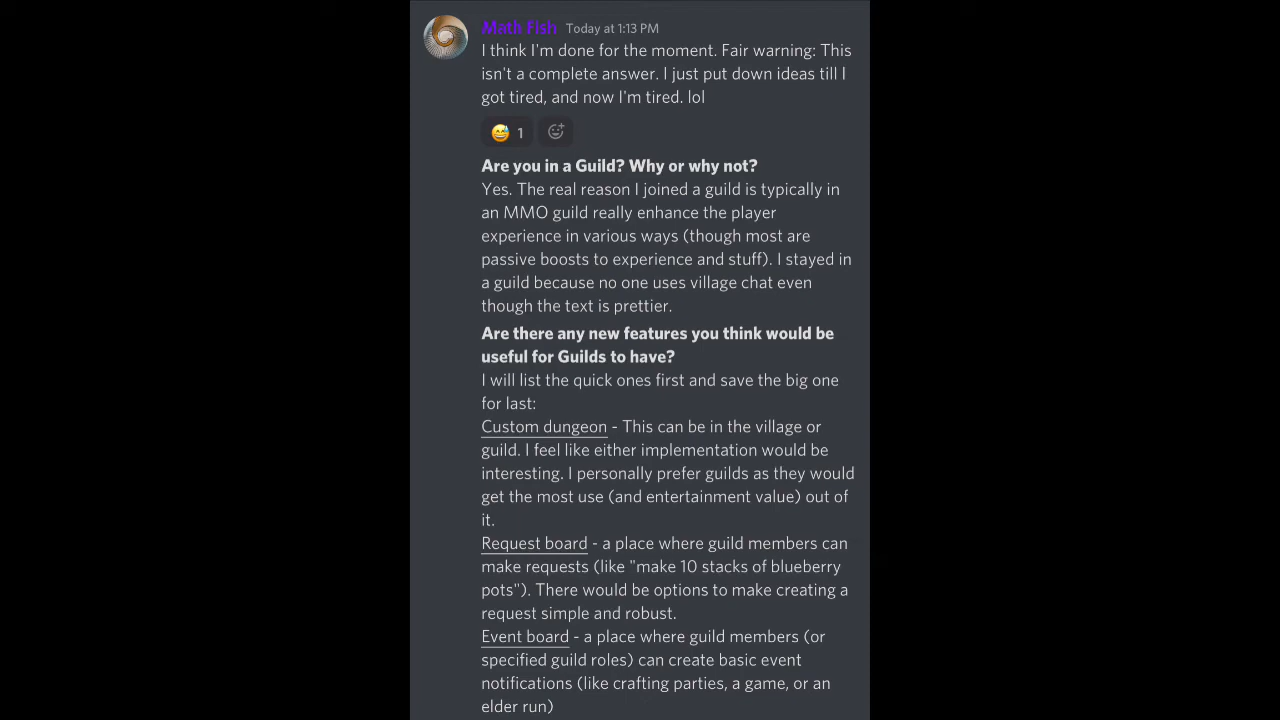 Math Fish Today at 1:13 PM
I think I'm done for the moment. Fair warning: This
isn't a complete answer. I just put down ideas till I
got tired, and now I'm tired. lol
1
Are you in a Guild? Why or why not?
Yes. The real reason I joined a guild is typically in
an MMO guild really enhance the player
experience in various ways (though most are
passive boosts to experience and stuff). I stayed in
a guild because no one uses village chat even
though the text is prettier.
Are there any new features you think would be
useful for Guilds to have?
I will list the quick ones first and save the big one
for last:
Custom dungeon - This can be in the village or
guild. I feel like either implementation would be
interesting. I personally prefer guilds as they would
get the most use (and entertainment value) out of
it.
Request board - a place where guild members can
make requests (like "make 10 stacks of blueberry
pots"). There would be options to make creating a
request simple and robust.
Event board - a place where guild members (or
specified guild roles) can create basic event
notifications (like crafting parties, a game, or an
elder run)